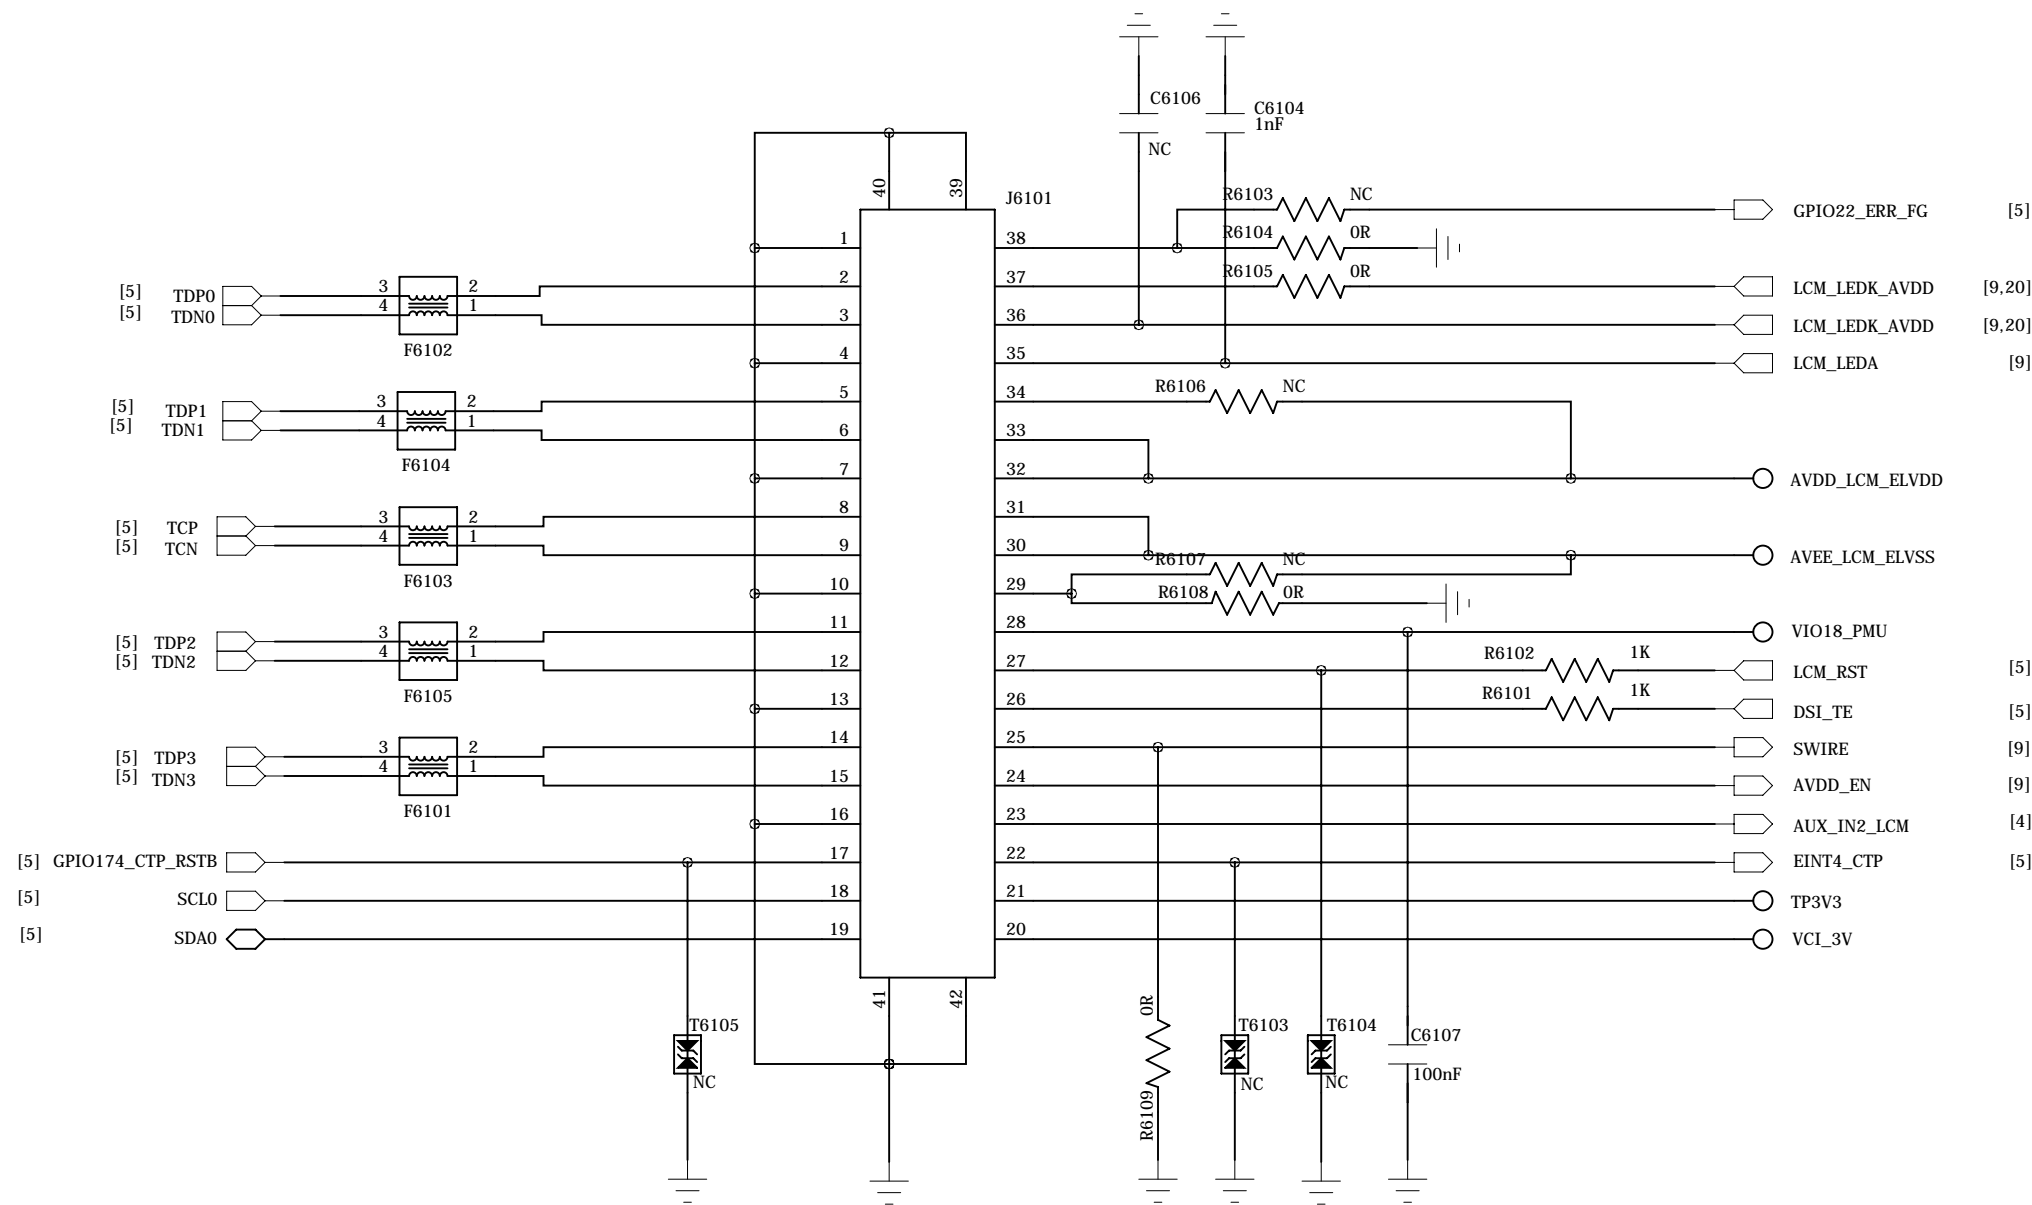 C6106
NC
C6104
1nF
40
39
J6101
R6103 NC
GPIO22_ERR_FG [5]
1
38
R6104 0R
[5] TDP0 3 2
[5] TDN0 4 1
F6102
2
37
R6105 0R
LCM_LEDK_AVDD [9,20]
3
36
LCM_LEDK_AVDD [9,20]
4
35
LCM_LEDA [9]
[5] TDP1 3 2
[5] TDN1 4 1
F6104
5
34
R6106 NC
6
33
7
32
AVDD_LCM_ELVDD
[5] TCP 3 2
[5] TCN 4 1
F6103
8
31
9
30
AVEE_LCM_ELVSS
R6107 NC
10
29
R6108 0R
[5] TDP2 3 2
[5] TDN2 4 1
F6105
11
28
VIO18_PMU
12
27
R6102 1K
LCM_RST [5]
13
26
R6101 1K
DSI_TE [5]
[5] TDP3 3 2
[5] TDN3 4 1
F6101
14
25
SWIRE [9]
15
24
AVDD_EN [9]
16
23
AUX_IN2_LCM [4]
[5] GPIO174_CTP_RSTB
17
22
EINT4_CTP [5]
[5] SCL0
18
21
TP3V3
[5] SDA0
19
20
VCI_3V
41
42
T6105
NC
0R
R6109
T6103
NC
T6104
NC
C6107
100nF